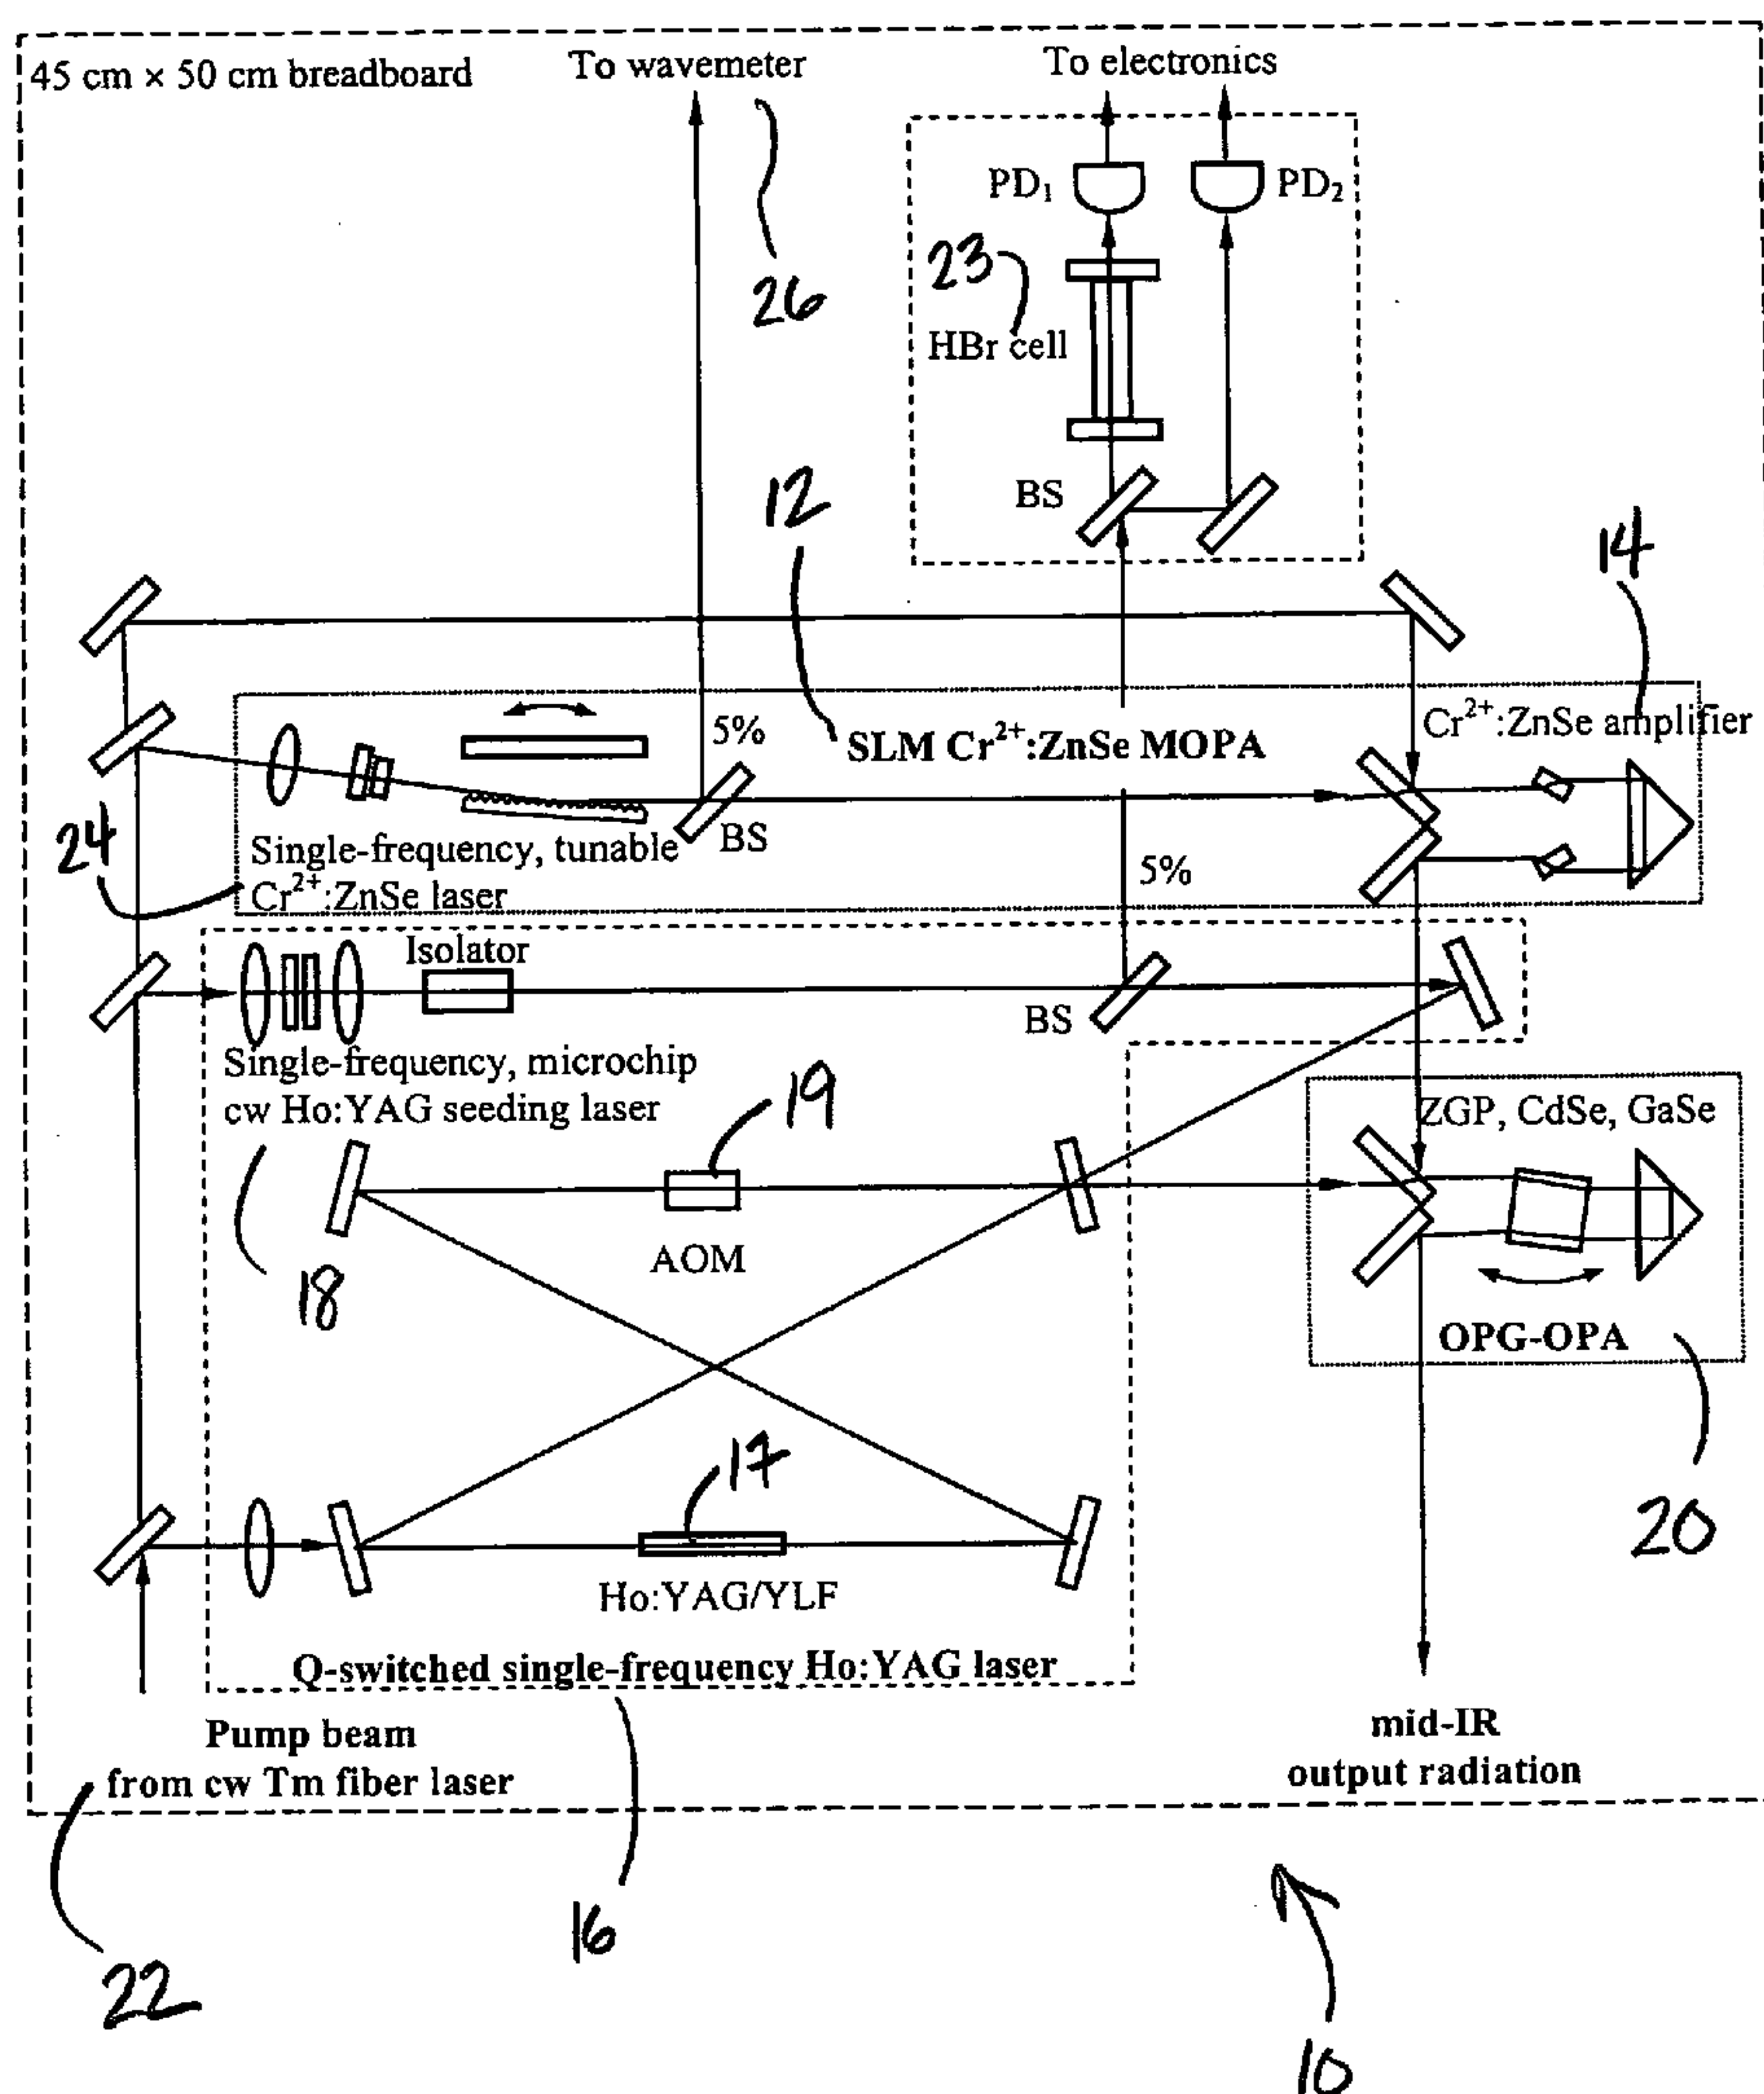 45 cm × 50 cm breadboard
To wavemeter
To electronics
26
PD₁
PD₂
23
HBr cell
BS
12
14
5%
SLM Cr²⁺:ZnSe MOPA
Cr²⁺:ZnSe amplifier
BS
24
Single-frequency, tunable
Cr²⁺:ZnSe laser
5%
Isolator
BS
Single-frequency, microchip
cw Ho:YAG seeding laser
19
ZGP, CdSe, GaSe
AOM
18
OPG-OPA
17
20
Ho:YAG/YLF
Q-switched single-frequency Ho:YAG laser
Pump beam
from cw Tm fiber laser
mid-IR
output radiation
16
22
10